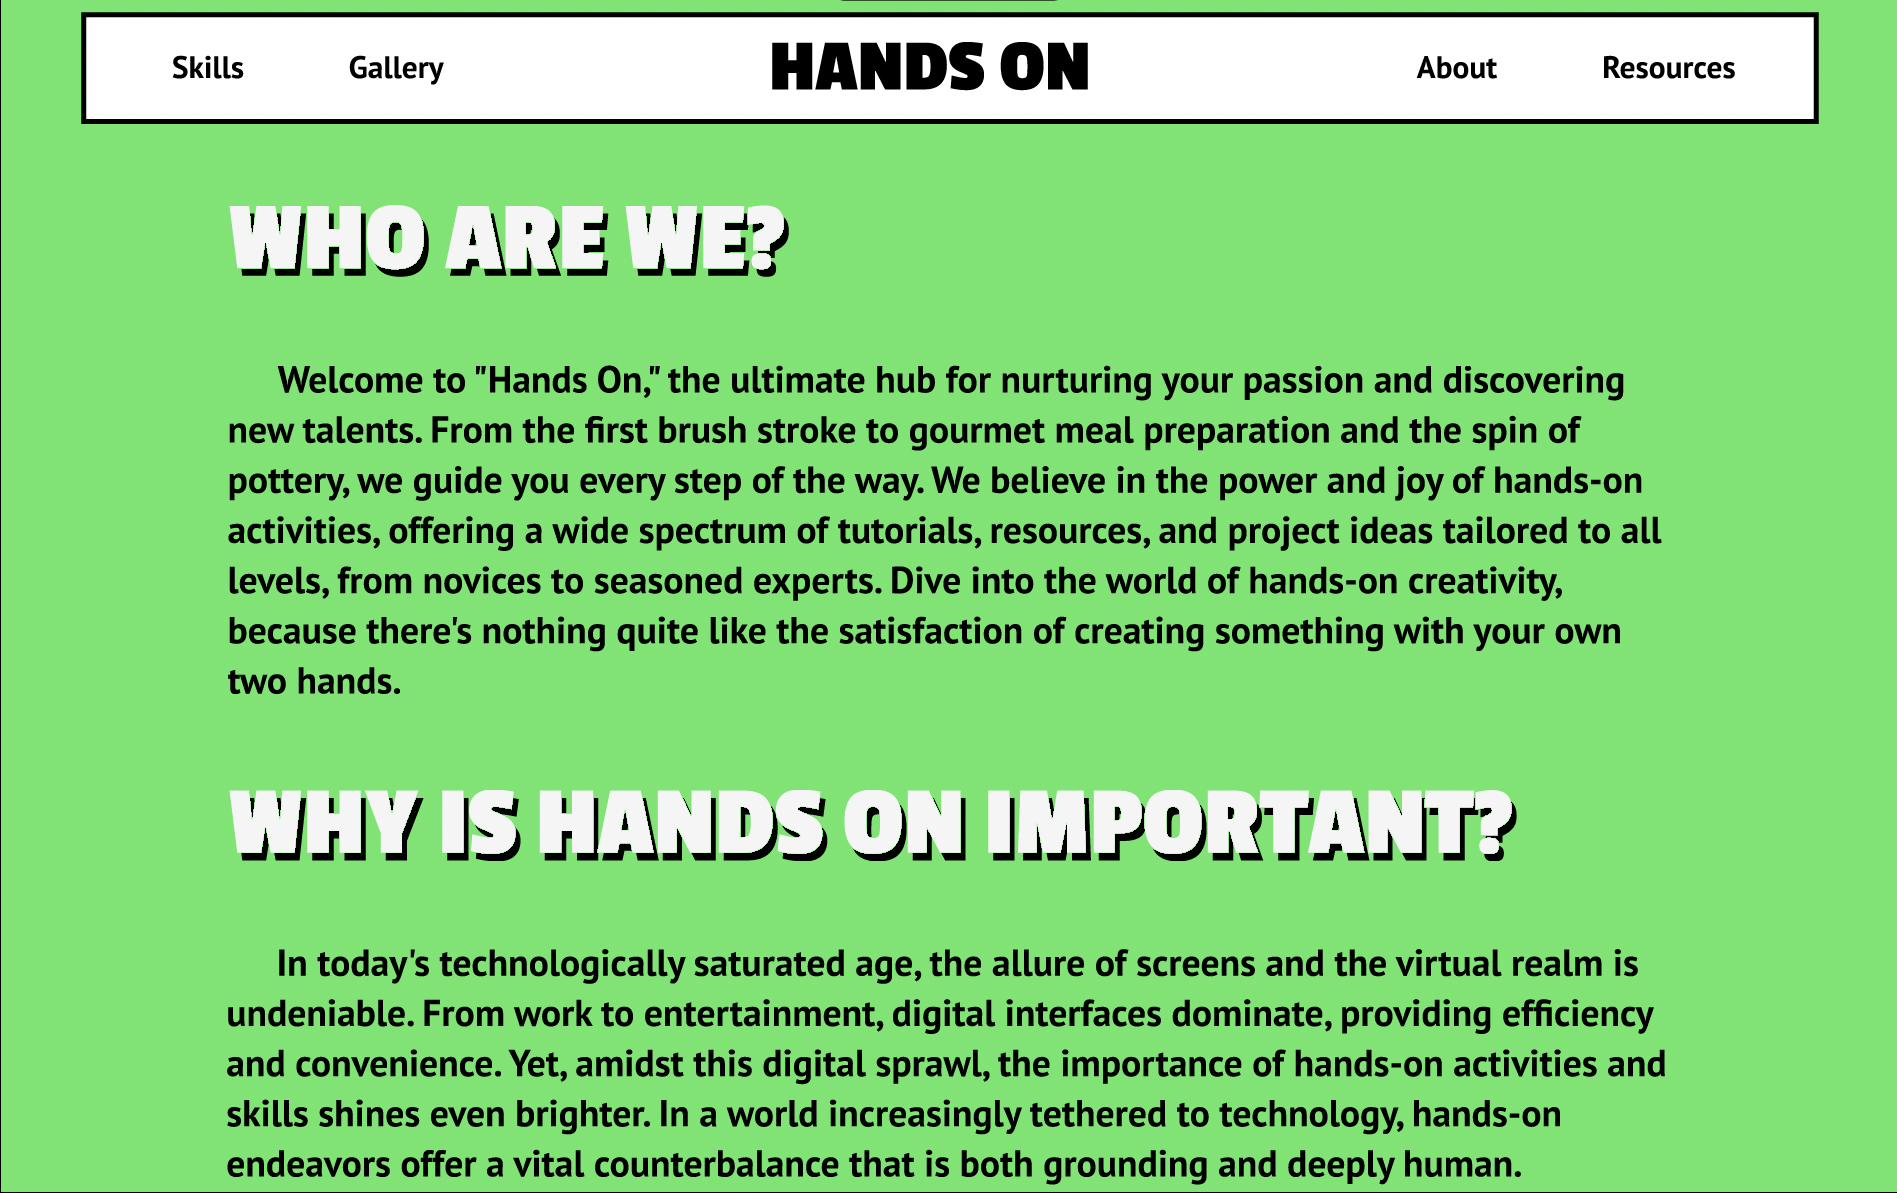 Skills Gallery HANDS ON About Resources
WHO ARE WE?
Welcome to "Hands On," the ultimate hub for nurturing your passion and discovering
new talents. From the first brush stroke to gourmet meal preparation and the spin of
pottery, we guide you every step of the way. We believe in the power and joy of hands-on
activities, offering a wide spectrum of tutorials, resources, and project ideas tailored to all
levels, from novices to seasoned experts. Dive into the world of hands-on creativity,
because there's nothing quite like the satisfaction of creating something with your own
two hands.
WHY IS HANDS ON IMPORTANT?
In today's technologically saturated age, the allure of screens and the virtual realm is
undeniable. From work to entertainment, digital interfaces dominate, providing efficiency
and convenience. Yet, amidst this digital sprawl, the importance of hands-on activities and
skills shines even brighter. In a world increasingly tethered to technology, hands-on
endeavors offer a vital counterbalance that is both grounding and deeply human.